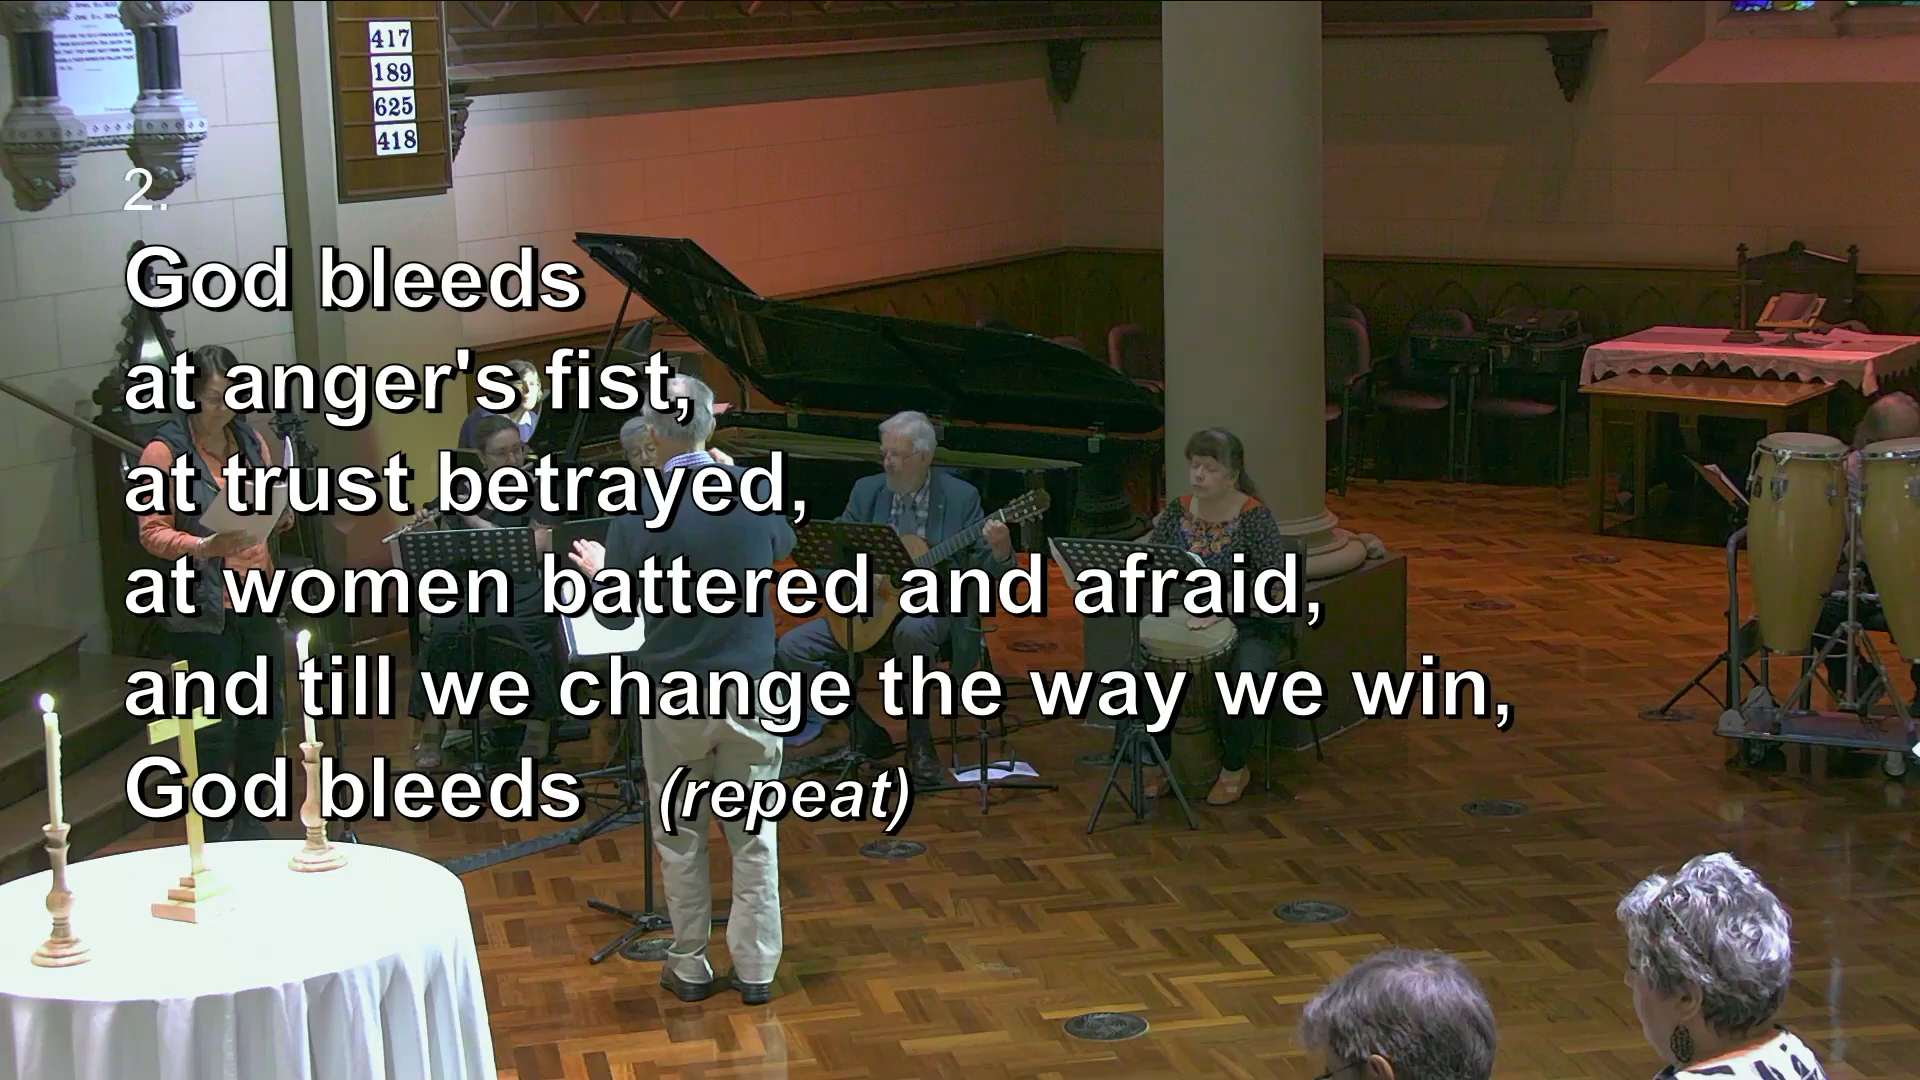 417
189
625
418
2.
God bleeds
at anger's fist,
at trust betrayed,
at women battered and afraid,
and till we change the way we win,
God bleeds (repeat)